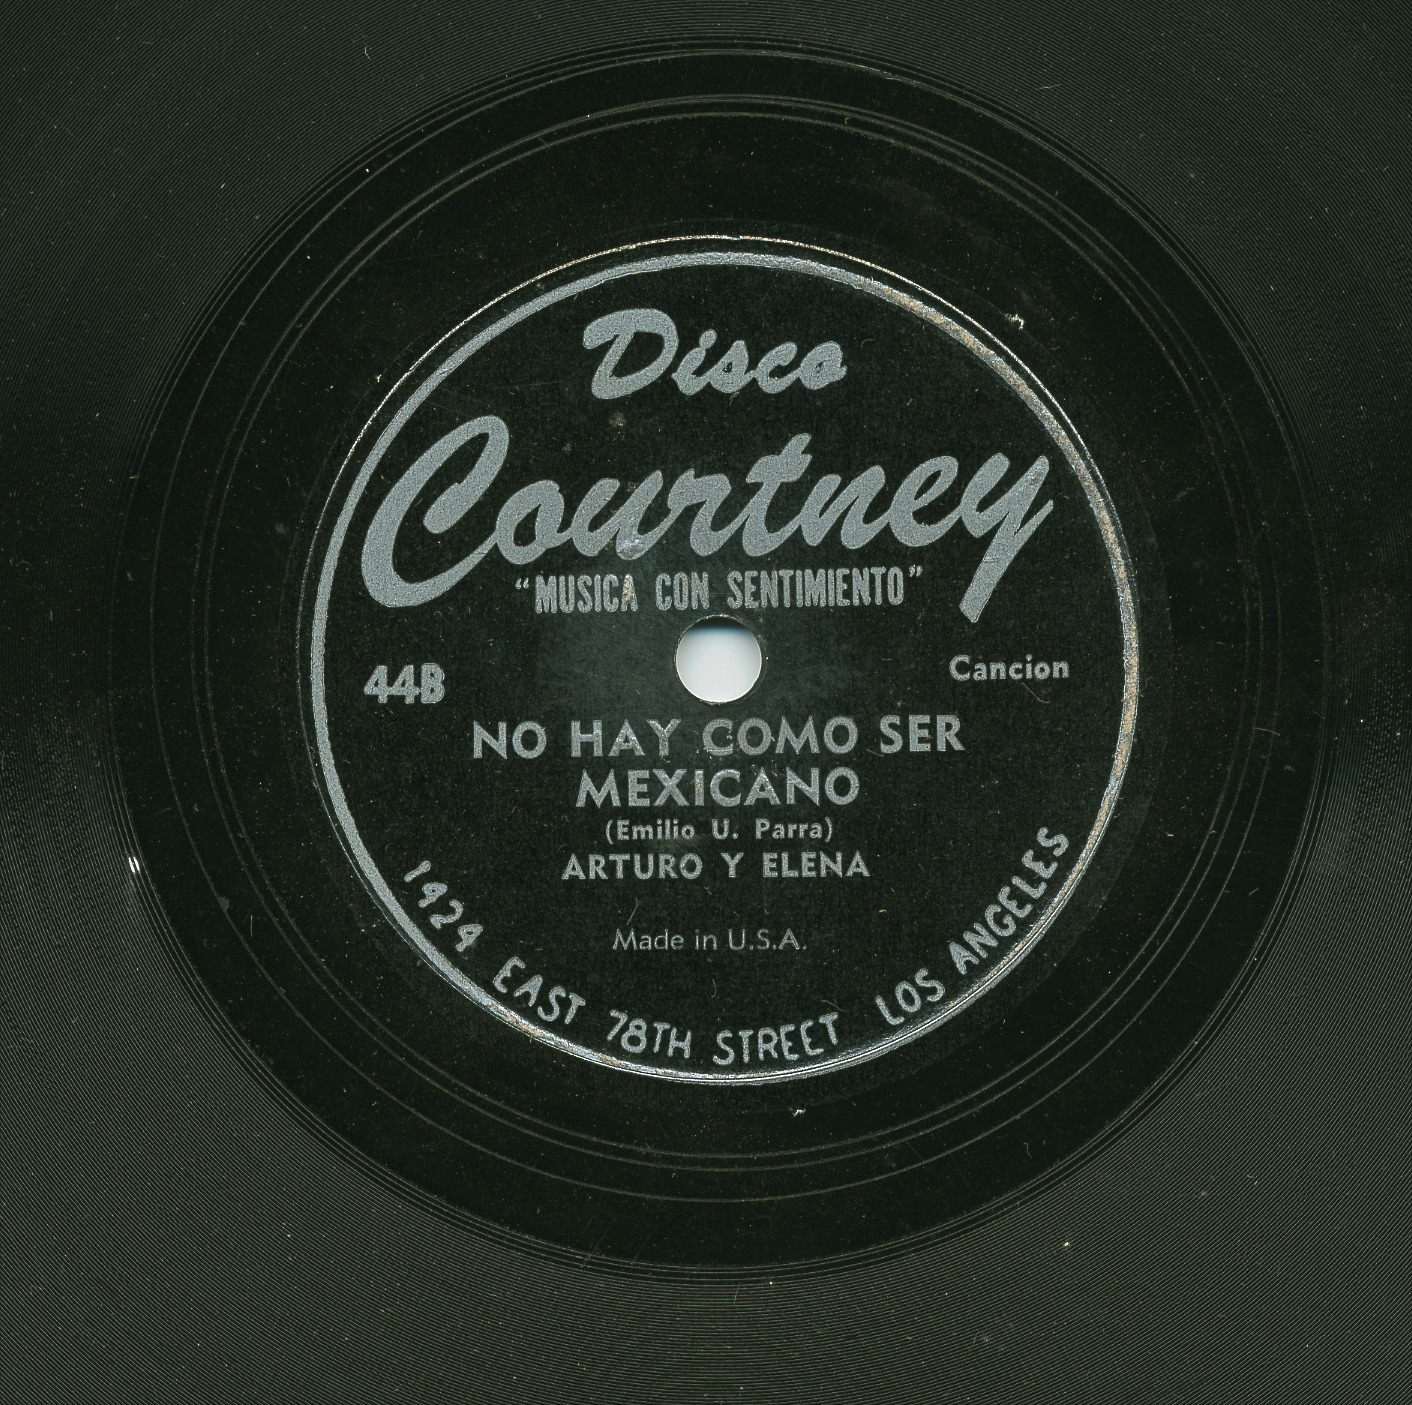 Disco
Courtney
“MUSICA CON SENTIMIENTO”
44B
Cancion
NO HAY COMO SER
MEXICANO
(Emilio U. Parra)
ARTURO Y ELENA
Made in U.S.A.
1424 EAST 78TH STREET LOS ANGELES